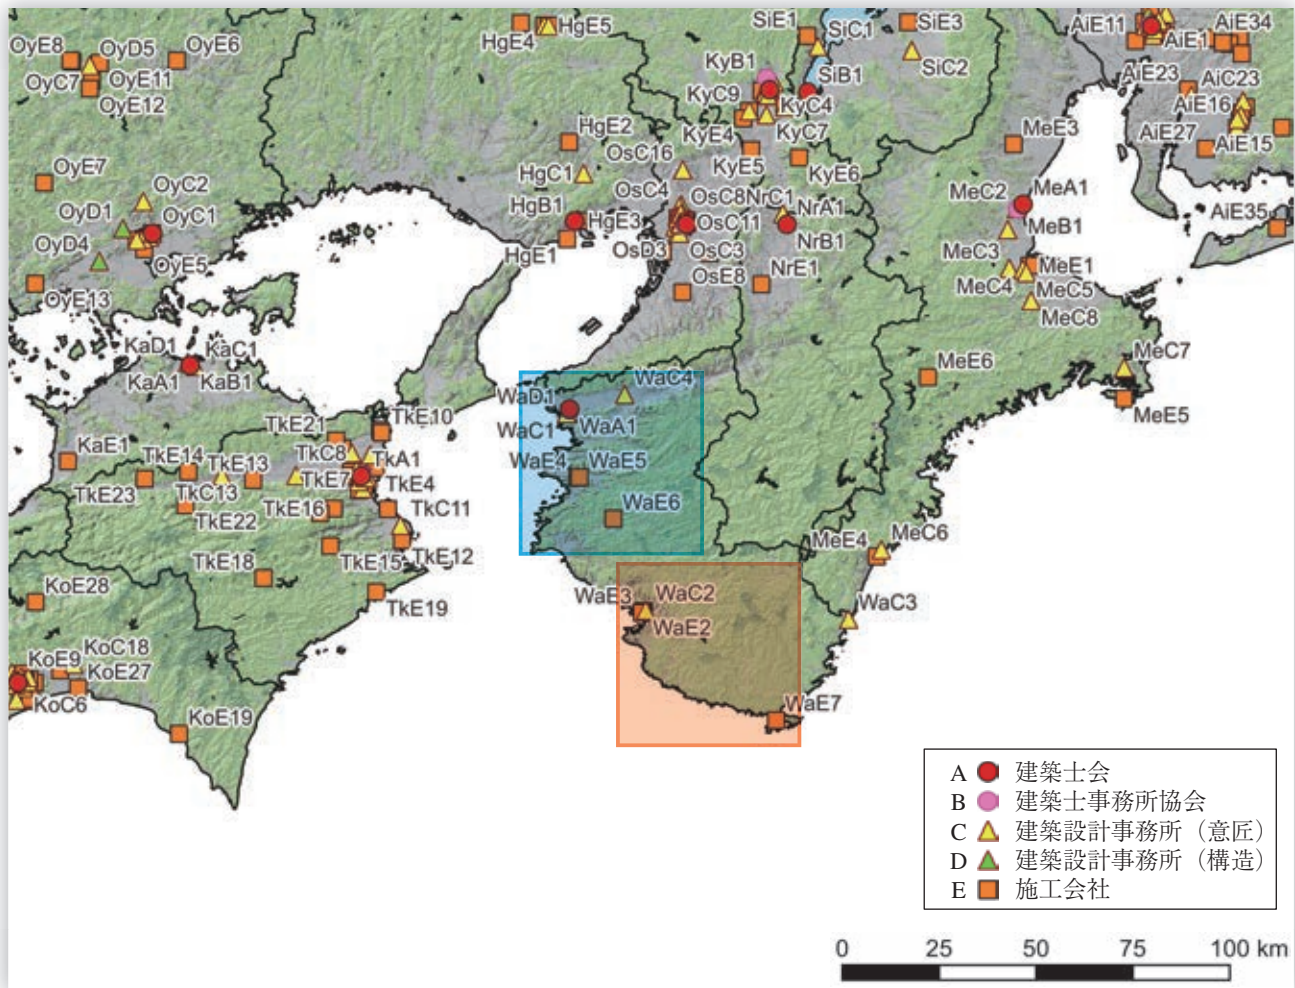 SiE1
SiC1
SiE3
AiE11
AiE34
OyE8
OyD5
OyE6
HgE4
HgE5
AiE1
OyC7
OyE11
OyE12
KyB1
SiB1
SiC2
AiE23
AiC23
KyC9
KyC4
AiE16
HgE2
KyE4
KyC7
MeE3
AiE27
AiE15
OyE7
OyC2
HgC1
OsC16
KyE5
KyE6
OyD1
OyC1
HgB1
HgE3
OsC4
OsC8
NrC1
NrA1
MeC2
MeA1
AiE35
OyD4
OyE5
HgE1
OsD3
OsC11
OsC3
NrB1
MeB1
MeC3
OyE13
OsE8
NrE1
MeC4
MeE1
MeC5
MeC8
KaD1
KaC1
KaA1
KaB1
MeE6
MeC7
MeE5
WaD1
WaC4
WaC1
WaA1
TkE21
TkE10
KaE1
TkE14
TkE13
TkC8
TkA1
WaE4
WaE5
TkE23
TkC13
TkE7
TkE4
TkE22
TkE16
TkC11
WaE6
TkE18
TkE15
TkE12
MeE4
MeC6
KoE28
TkE19
WaE3
WaC2
WaE2
WaC3
KoE9
KoC18
KoE27
KoC6
KoE19
WaE7
A 建築士会
B 建築士事務所協会
C 建築設計事務所（意匠）
D 建築設計事務所（構造）
E 施工会社
0 25 50 75 100 km